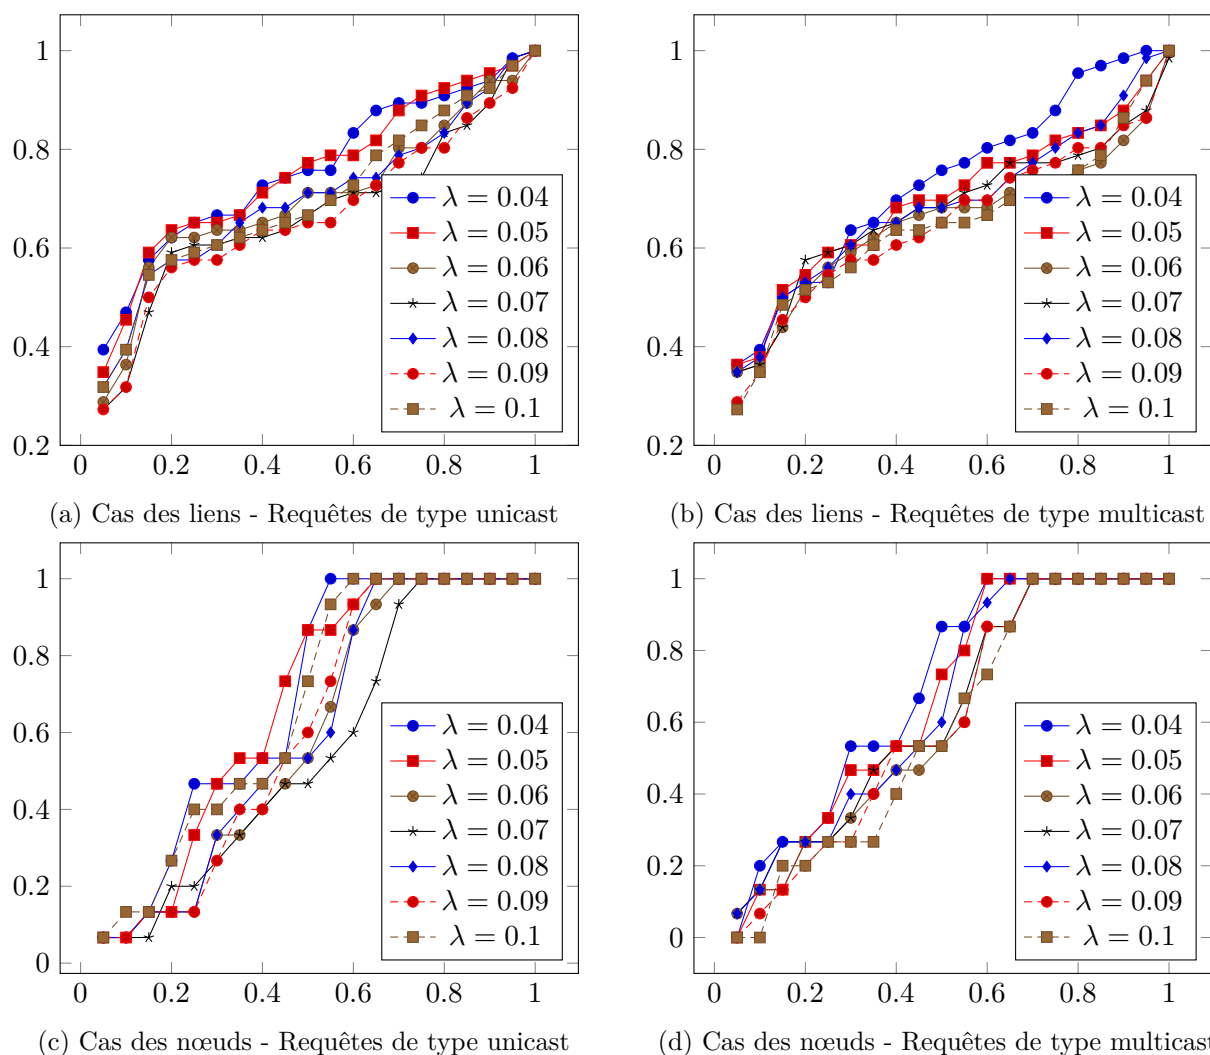 1
1
0.8
0.8
λ = 0.04
λ = 0.04
λ = 0.05
λ = 0.05
0.6
0.6
λ = 0.06
λ = 0.06
λ = 0.07
λ = 0.07
0.4
λ = 0.08
0.4
λ = 0.08
λ = 0.09
λ = 0.09
λ = 0.1
λ = 0.1
0.2
0.2
0 0.2 0.4 0.6 0.8 1
0 0.2 0.4 0.6 0.8 1
(a) Cas des liens - Requêtes de type unicast
(b) Cas des liens - Requêtes de type multicast
1
1
0.8
0.8
0.6
λ = 0.04
0.6
λ = 0.04
λ = 0.05
λ = 0.05
0.4
λ = 0.06
0.4
λ = 0.06
λ = 0.07
λ = 0.07
0.2
λ = 0.08
0.2
λ = 0.08
λ = 0.09
λ = 0.09
0
λ = 0.1
0
λ = 0.1
0 0.2 0.4 0.6 0.8 1
0 0.2 0.4 0.6 0.8 1
(c) Cas des nœuds - Requêtes de type unicast
(d) Cas des nœuds - Requêtes de type multicast